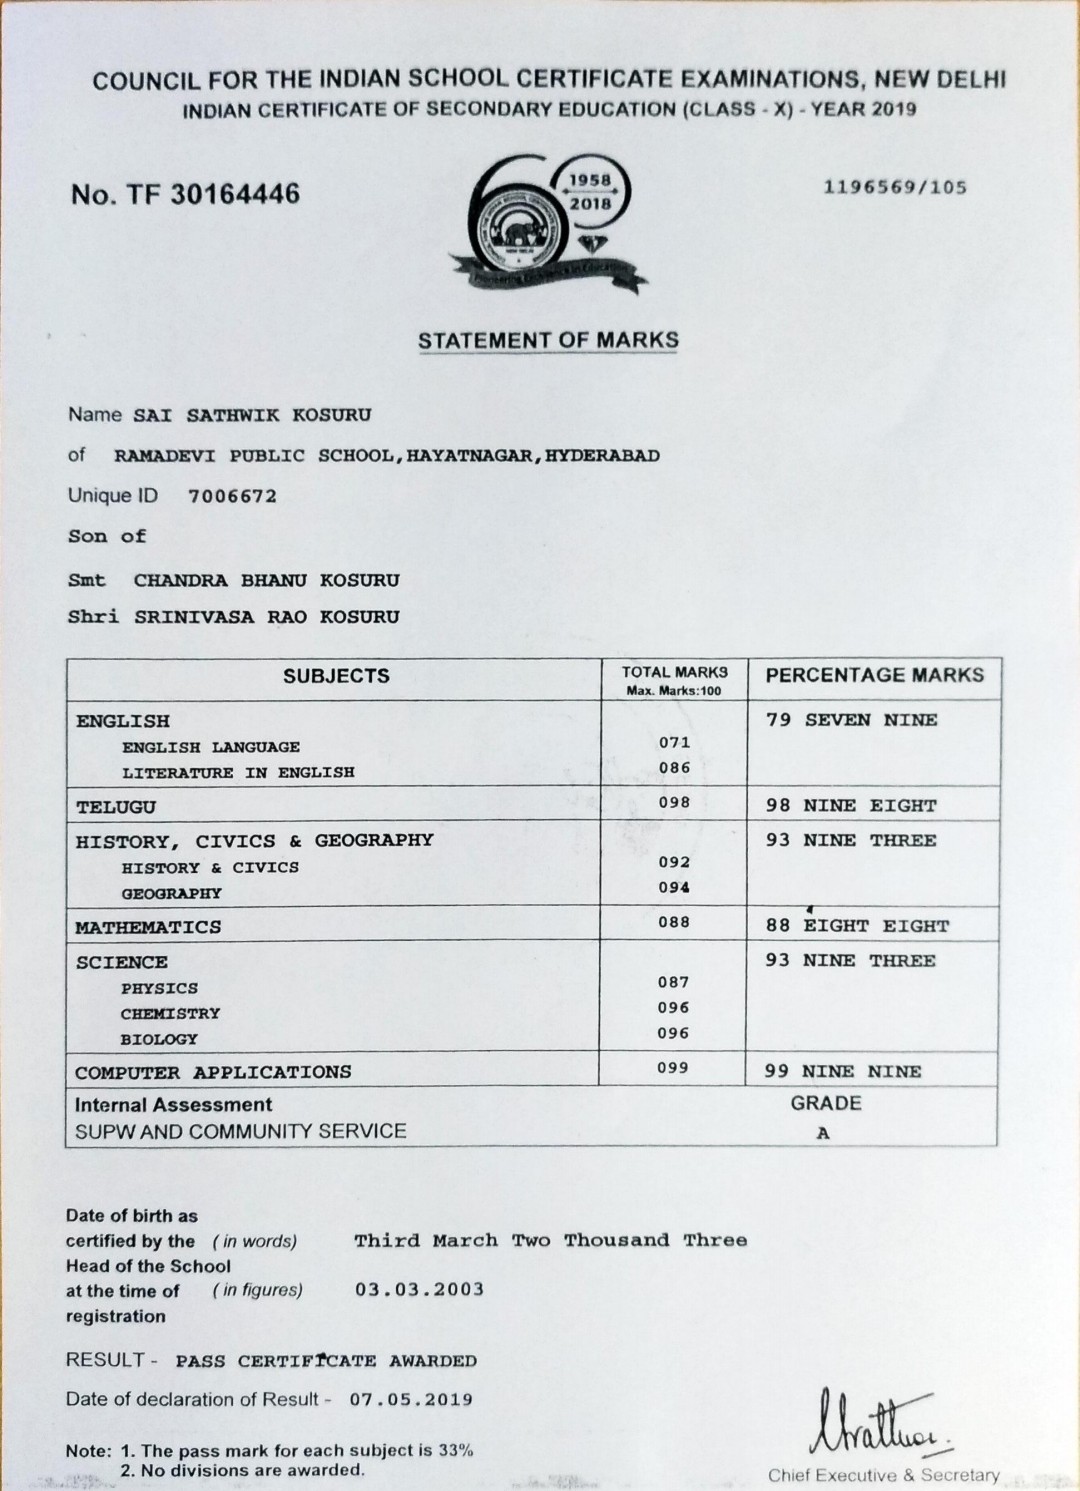 COUNCIL FOR THE INDIAN SCHOOL CERTIFICATE EXAMINATIONS, NEW DELHI
INDIAN CERTIFICATE OF SECONDARY EDUCATION (CLASS - X) - YEAR 2019
No. TF 30164446
1958
2018
1196569/105
Pioneering Excellence in Education
STATEMENT OF MARKS
Name SAI SATHWIK KOSURU
of RAMADEVI PUBLIC SCHOOL,HAYATNAGAR,HYDERABAD
Unique ID 7006672
Son of
Smt CHANDRA BHANU KOSURU
Shri SRINIVASA RAO KOSURU
SUBJECTS TOTAL MARKS PERCENTAGE MARKS
Max. Marks:100
ENGLISH 79 SEVEN NINE
ENGLISH LANGUAGE 071
LITERATURE IN ENGLISH 086
TELUGU 098 98 NINE EIGHT
HISTORY, CIVICS & GEOGRAPHY 93 NINE THREE
HISTORY & CIVICS 092
GEOGRAPHY 094
MATHEMATICS 088 88 EIGHT EIGHT
SCIENCE 93 NINE THREE
PHYSICS 087
CHEMISTRY 096
BIOLOGY 096
COMPUTER APPLICATIONS 099 99 NINE NINE
Internal Assessment GRADE
SUPW AND COMMUNITY SERVICE A
Date of birth as
certified by the (in words) Third March Two Thousand Three
Head of the School
at the time of (in figures) 03.03.2003
registration
RESULT - PASS CERTIFICATE AWARDED
Date of declaration of Result - 07.05.2019
Note: 1. The pass mark for each subject is 33%
2. No divisions are awarded.
Chief Executive & Secretary